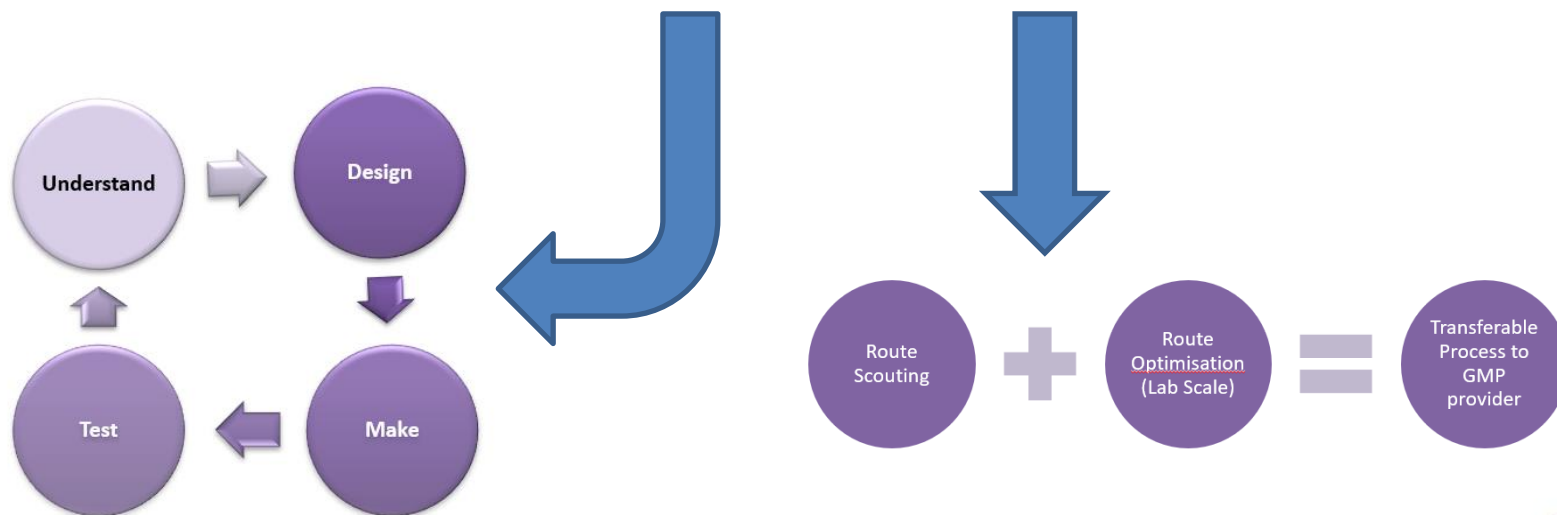 Understand
Design
Test
Make
Route
Scouting
Route
Optimisation
(Lab Scale)
Transferable
Process to
GMP
provider